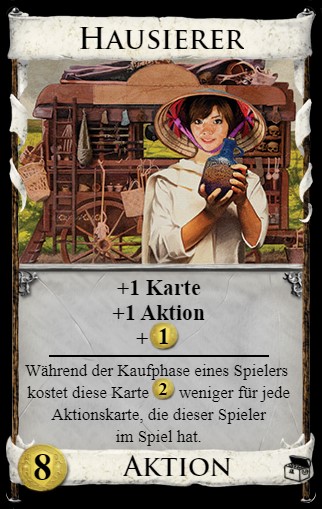 HAUSIERER
+1 Karte
+1 Aktion
+ 1
Während der Kaufphase eines Spielers
kostet diese Karte 2 weniger für jede
Aktionskarte, die dieser Spieler
im Spiel hat.
8 AKTION